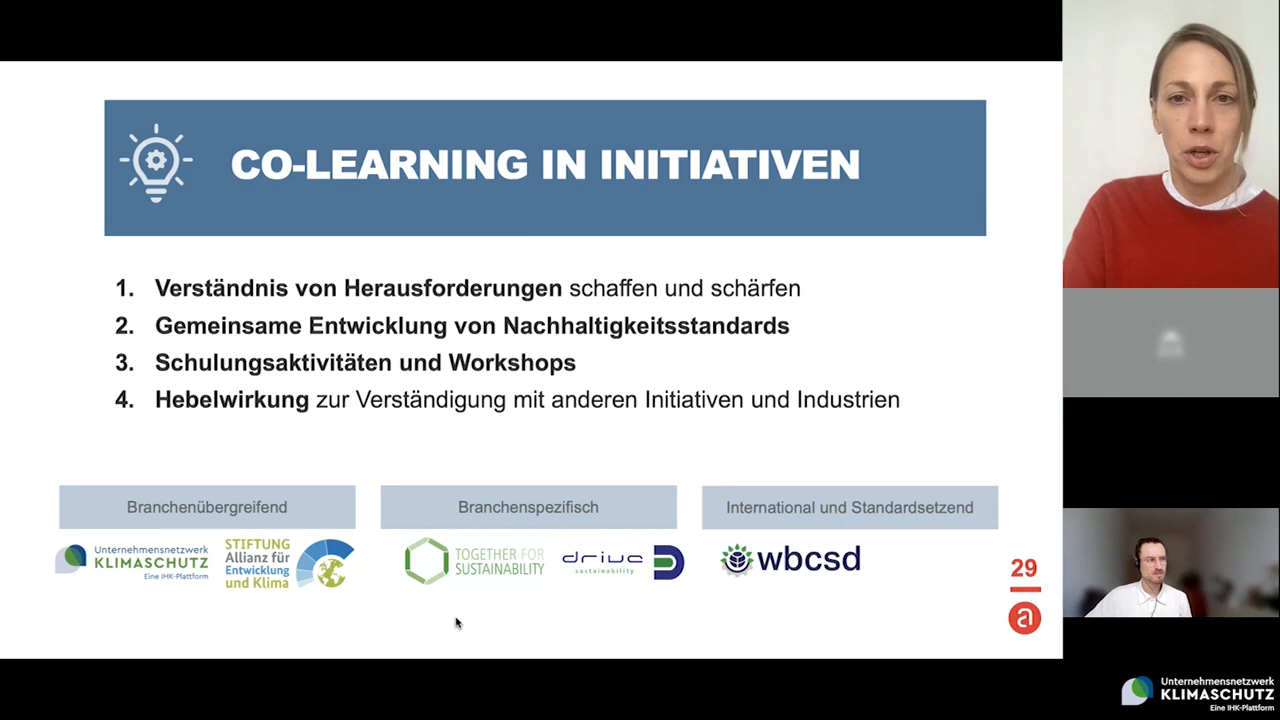 CO-LEARNING IN INITIATIVEN
1. Verständnis von Herausforderungen schaffen und schärfen
2. Gemeinsame Entwicklung von Nachhaltigkeitsstandards
3. Schulungsaktivitäten und Workshops
4. Hebelwirkung zur Verständigung mit anderen Initiativen und Industrien
Branchenübergreifend
Unternehmensnetzwerk
KLIMASCHUTZ
Eine IHK-Plattform
STIFTUNG
Allianz für
Entwicklung
und Klima
Branchenspezifisch
TOGETHER FOR
SUSTAINABILITY
drive
sustainability
International und Standardsetzend
wbcsd
29
a
Unternehmensnetzwerk
KLIMASCHUTZ
Eine IHK-Plattform